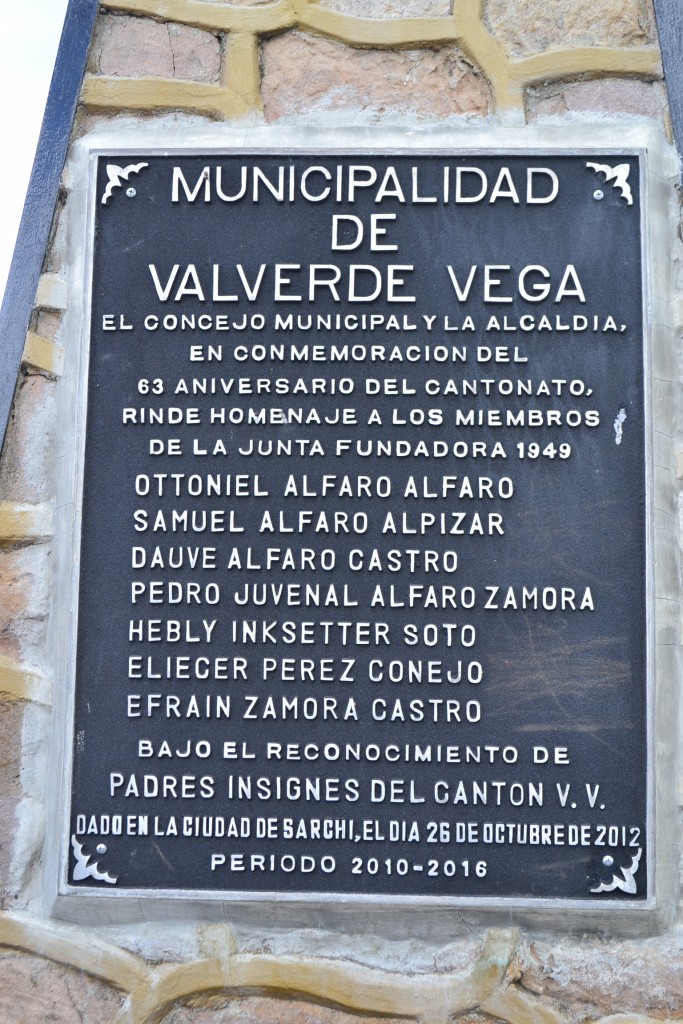 MUNICIPALIDAD
DE
VALVERDE VEGA
EL CONCEJO MUNICIPAL Y LA ALCALDIA,
EN CONMEMORACION DEL
63 ANIVERSARIO DEL CANTONATO,
RINDE HOMENAJE A LOS MIEMBROS
DE LA JUNTA FUNDADORA 1949
OTTONIEL ALFARO ALFARO
SAMUEL ALFARO ALPIZAR
DAUVE ALFARO CASTRO
PEDRO JUVENAL ALFARO ZAMORA
HEBLY INKSETTER SOTO
ELIECER PEREZ CONEJO
EFRAIN ZAMORA CASTRO
BAJO EL RECONOCIMIENTO DE
PADRES INSIGNES DEL CANTON V.V.
DADO EN LA CIUDAD DE SARCHI, EL DIA 26 DE OCTUBRE DE 2012
PERIODO 2010-2016